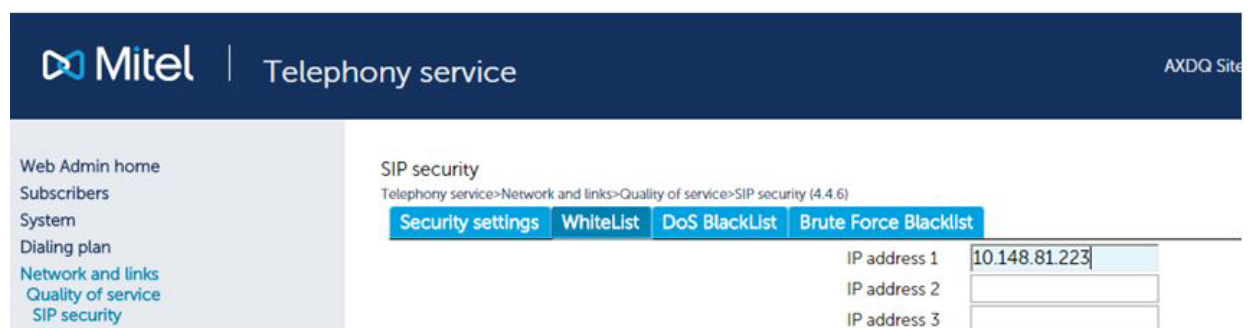 Mitel | Telephony service
AXDQ Site
Web Admin home
Subscribers
System
Dialing plan
Network and links
Quality of service
SIP security
SIP security
Telephony service>Network and links>Quality of service>SIP security (4.4.6)
Security settings WhiteList DoS BlackList Brute Force Blacklist
IP address 1 10.148.81.223
IP address 2
IP address 3